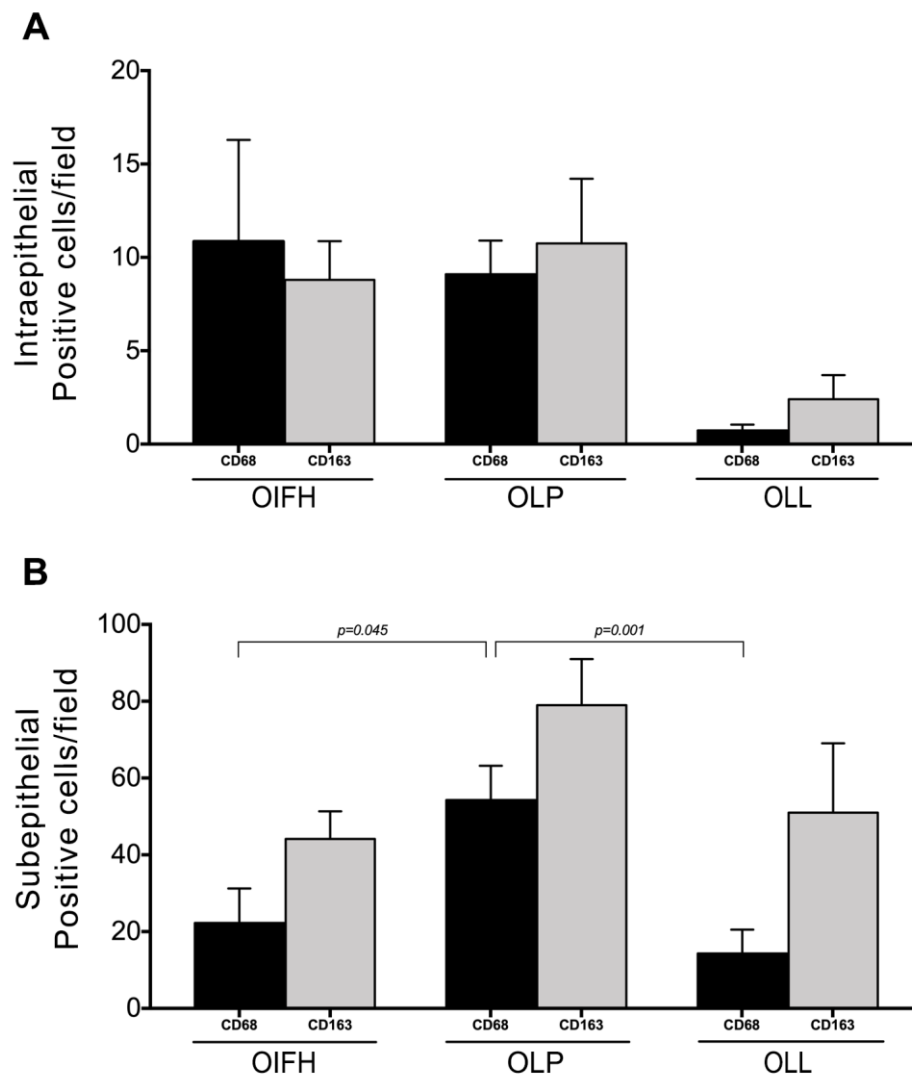 A
20
15
10
5
0
Intraepithelial
Positive cells/field
CD68 CD163 CD68 CD163 CD68 CD163
OIFH OLP OLL
B
100
80
60
40
20
0
Subepithelial
Positive cells/field
p=0.045 p=0.001
CD68 CD163 CD68 CD163 CD68 CD163
OIFH OLP OLL